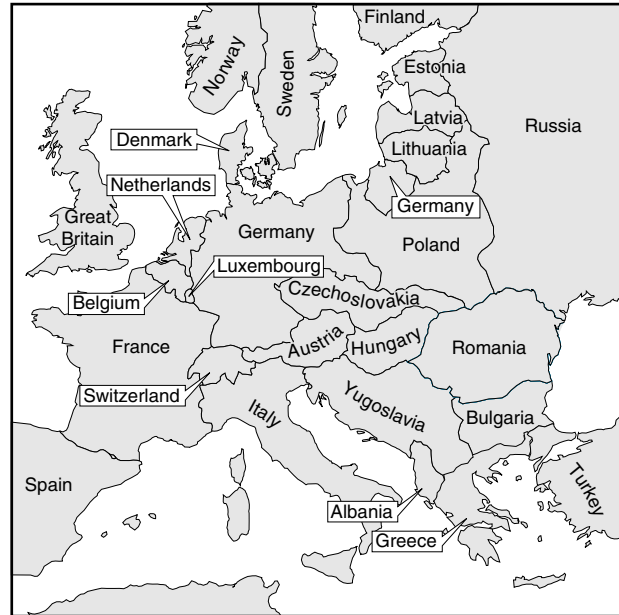 Finland
Norway
Sweden
Estonia
Latvia
Russia
Denmark
Lithuania
Netherlands
Germany
Great
Britain
Germany
Poland
Luxembourg
Belgium
Czechoslovakia
France
Austria
Hungary
Romania
Switzerland
Yugoslavia
Italy
Bulgaria
Spain
Turkey
Albania
Greece